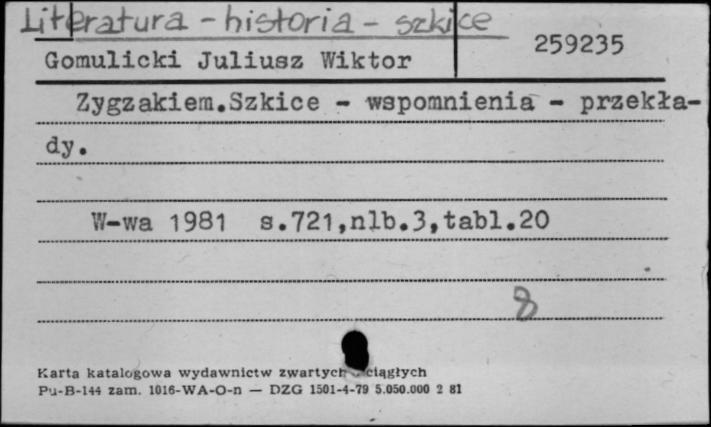 Literatura - historia - szkice
Gomulicki Juliusz Wiktor 259235
Zygzakiem.Szkice - wspomnienia - przekła-
dy.
W-wa 1981 s.721,nlb.3,tabl.20
8
Karta katalogowa wydawnictw zwartych ciągłych
Pu-B-144 zam. 1016-WA-O-n — DZG 1501-4-79 5.050.000 2 81